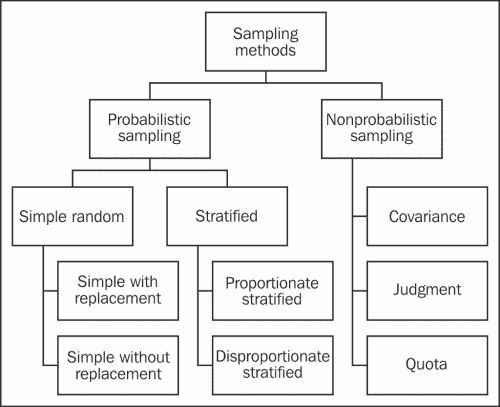 Sampling
methods
Probabilistic
sampling
Nonprobabilistic
sampling
Simple random
Stratified
Covariance
Simple with
replacement
Proportionate
stratified
Judgment
Simple without
replacement
Disproportionate
stratified
Quota